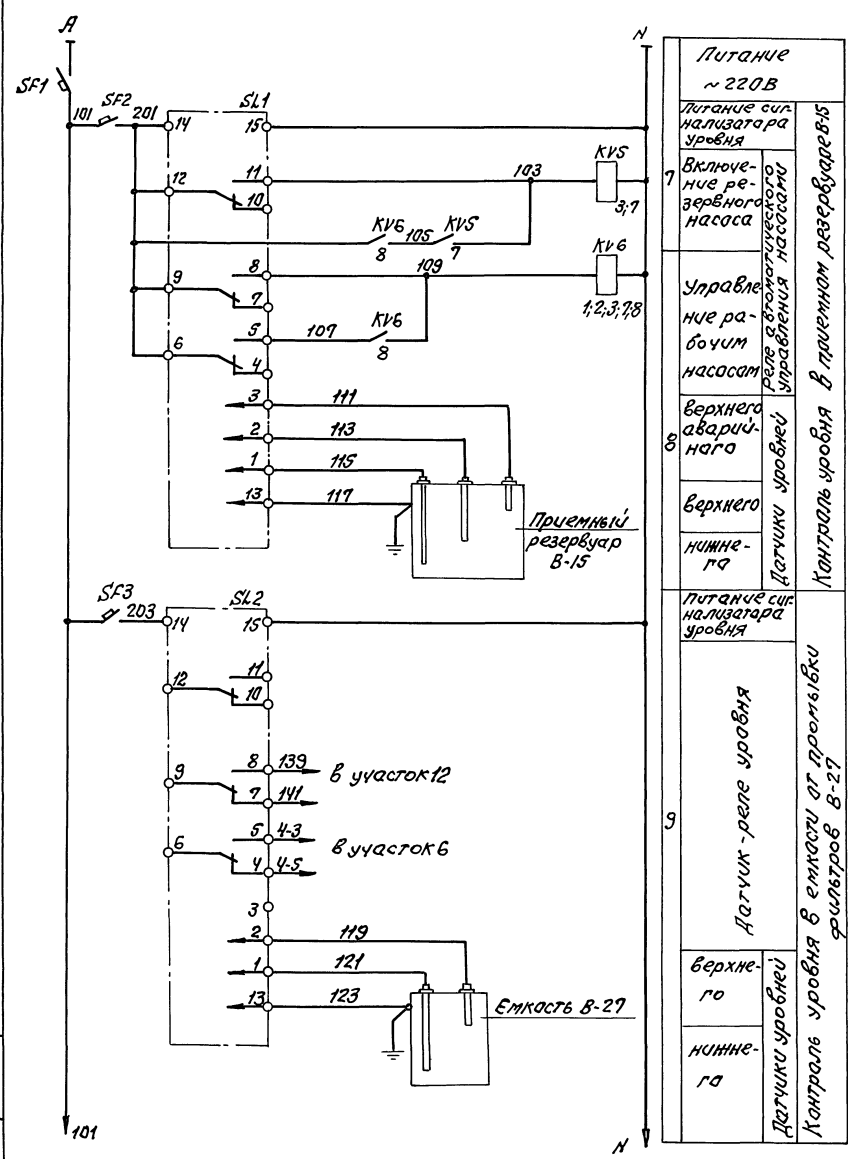 A
N
SF1
SF2
101
201
14
SL1
15
12
11
10
103
KV5
3;7
KV6
105
KV5
8
7
9
8
7
109
KV6
1;2;3;7;8
6
5
4
107
KV6
8
3
111
2
113
1
115
13
117
Приемный
резервуар
В-15
SF3
203
14
SL2
15
12
11
10
9
8
139
7
141
в участок 12
6
5
4-3
4
4-5
в участок 6
3
2
119
1
121
13
123
Емкость В-27
101
N
Питание
~220В
Питание сиг-
нализатора
уровня
7
Включе-
ние ре-
зервного
насоса
Управле-
ние ра-
бочим
насосом
Реле автоматического
управления насосами
8
верхнего
аварий-
ного
верхнего
нижне-
го
Датчики уровней
Контроль уровня в приемном резервуаре В-15
Питание сиг-
нализатора
уровня
9
Датчик-реле уровня
верхне-
го
нижне-
го
Датчики уровней
Контроль уровня в емкости от промывки
фильтров В-27